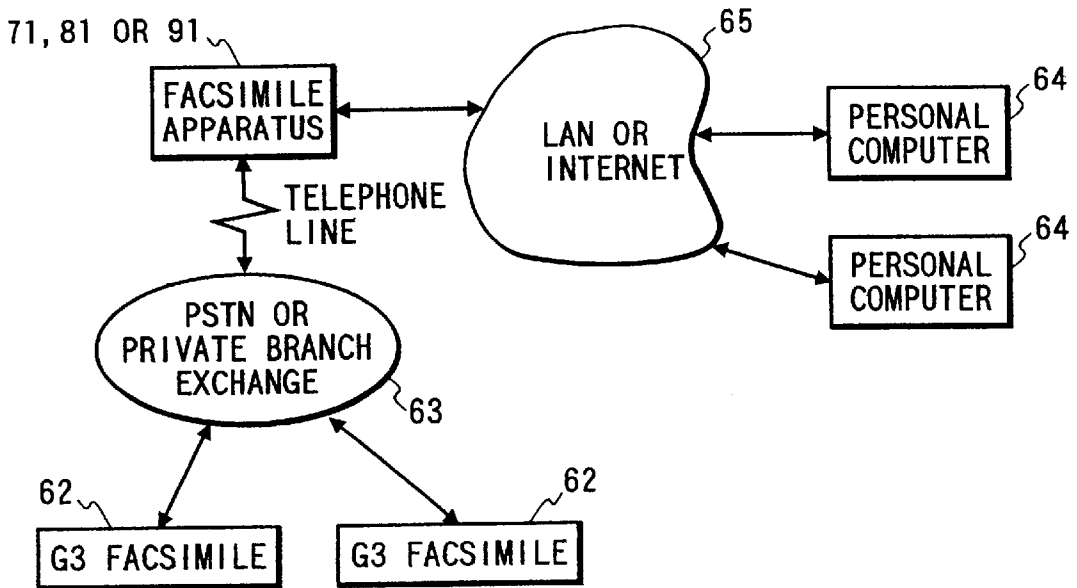 71, 81 OR 91
65
FACSIMILE
APPARATUS
64
PERSONAL
COMPUTER
LAN OR
INTERNET
TELEPHONE
LINE
64
PERSONAL
COMPUTER
PSTN OR
PRIVATE BRANCH
EXCHANGE
63
62
G3 FACSIMILE
62
G3 FACSIMILE